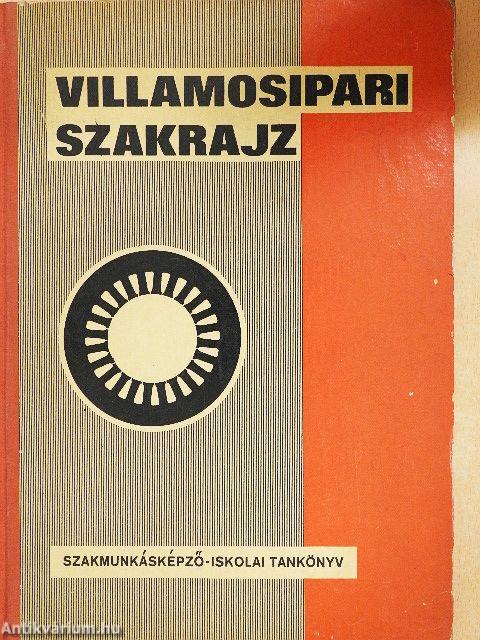 VILLAMOSIPARI
SZAKRAJZ
SZAKMUNKÁSKÉPZŐ-ISKOLAI TANKÖNYV
Antikvarium.hu